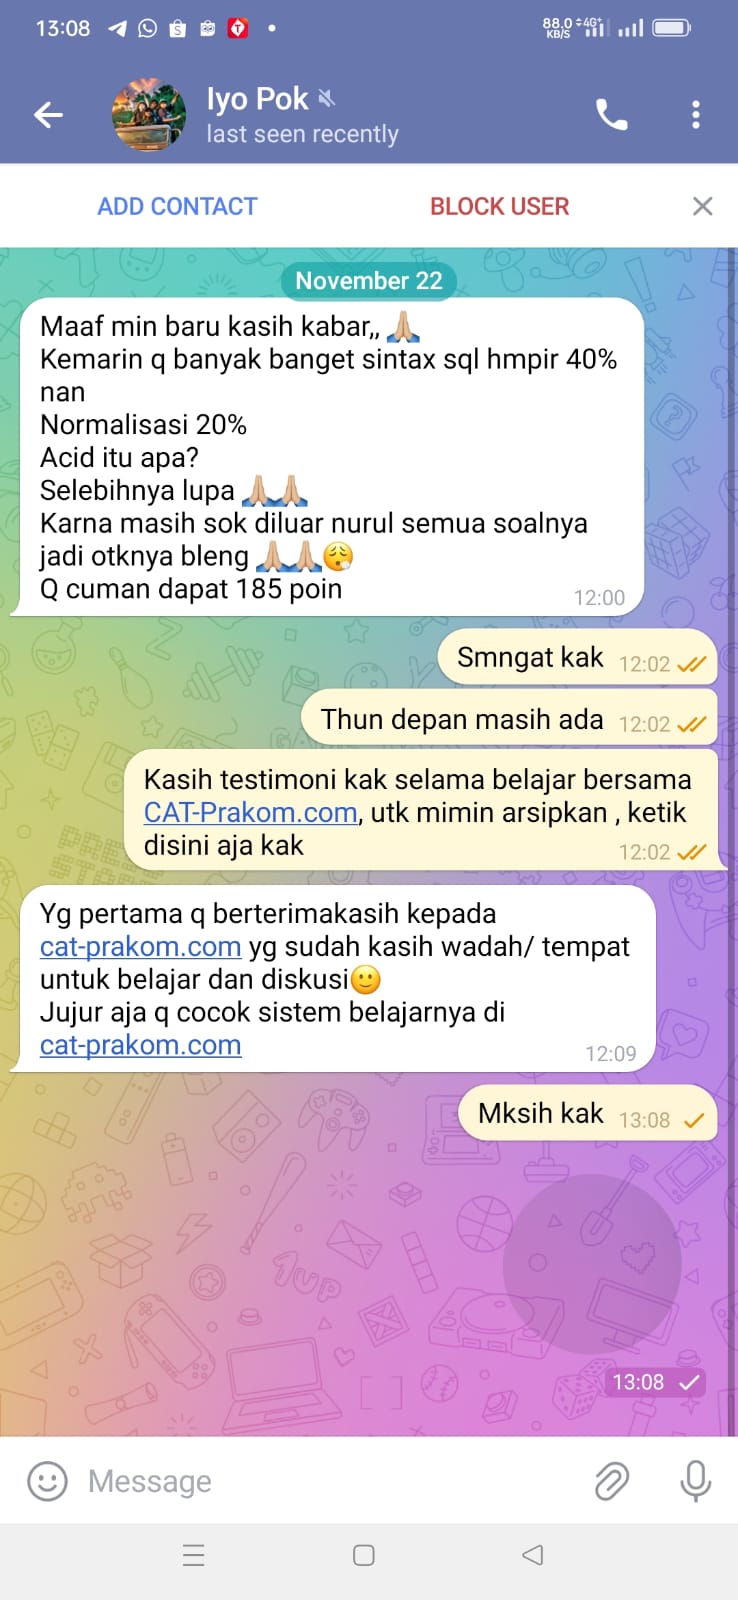 13:08
88.0 4G+
KB/S
Iyo Pok
last seen recently
ADD CONTACT
BLOCK USER
November 22
Maaf min baru kasih kabar,, 🙏
Kemarin q banyak banget sintax sql hmpir 40%
nan
Normalisasi 20%
Acid itu apa?
Selebihnya lupa 🙏🙏
Karna masih sok diluar nurul semua soalnya
jadi otknya bleng 🙏🙏😮‍💨
Q cuman dapat 185 poin
12:00
Smngat kak
12:02
Thun depan masih ada
12:02
Kasih testimoni kak selama belajar bersama
CAT-Prakom.com, utk mimin arsipkan , ketik
disini aja kak
12:02
Yg pertama q berterimakasih kepada
cat-prakom.com yg sudah kasih wadah/ tempat
untuk belajar dan diskusi🙂
Jujur aja q cocok sistem belajarnya di
cat-prakom.com
12:09
Mksih kak
13:08
1UP
13:08
Message